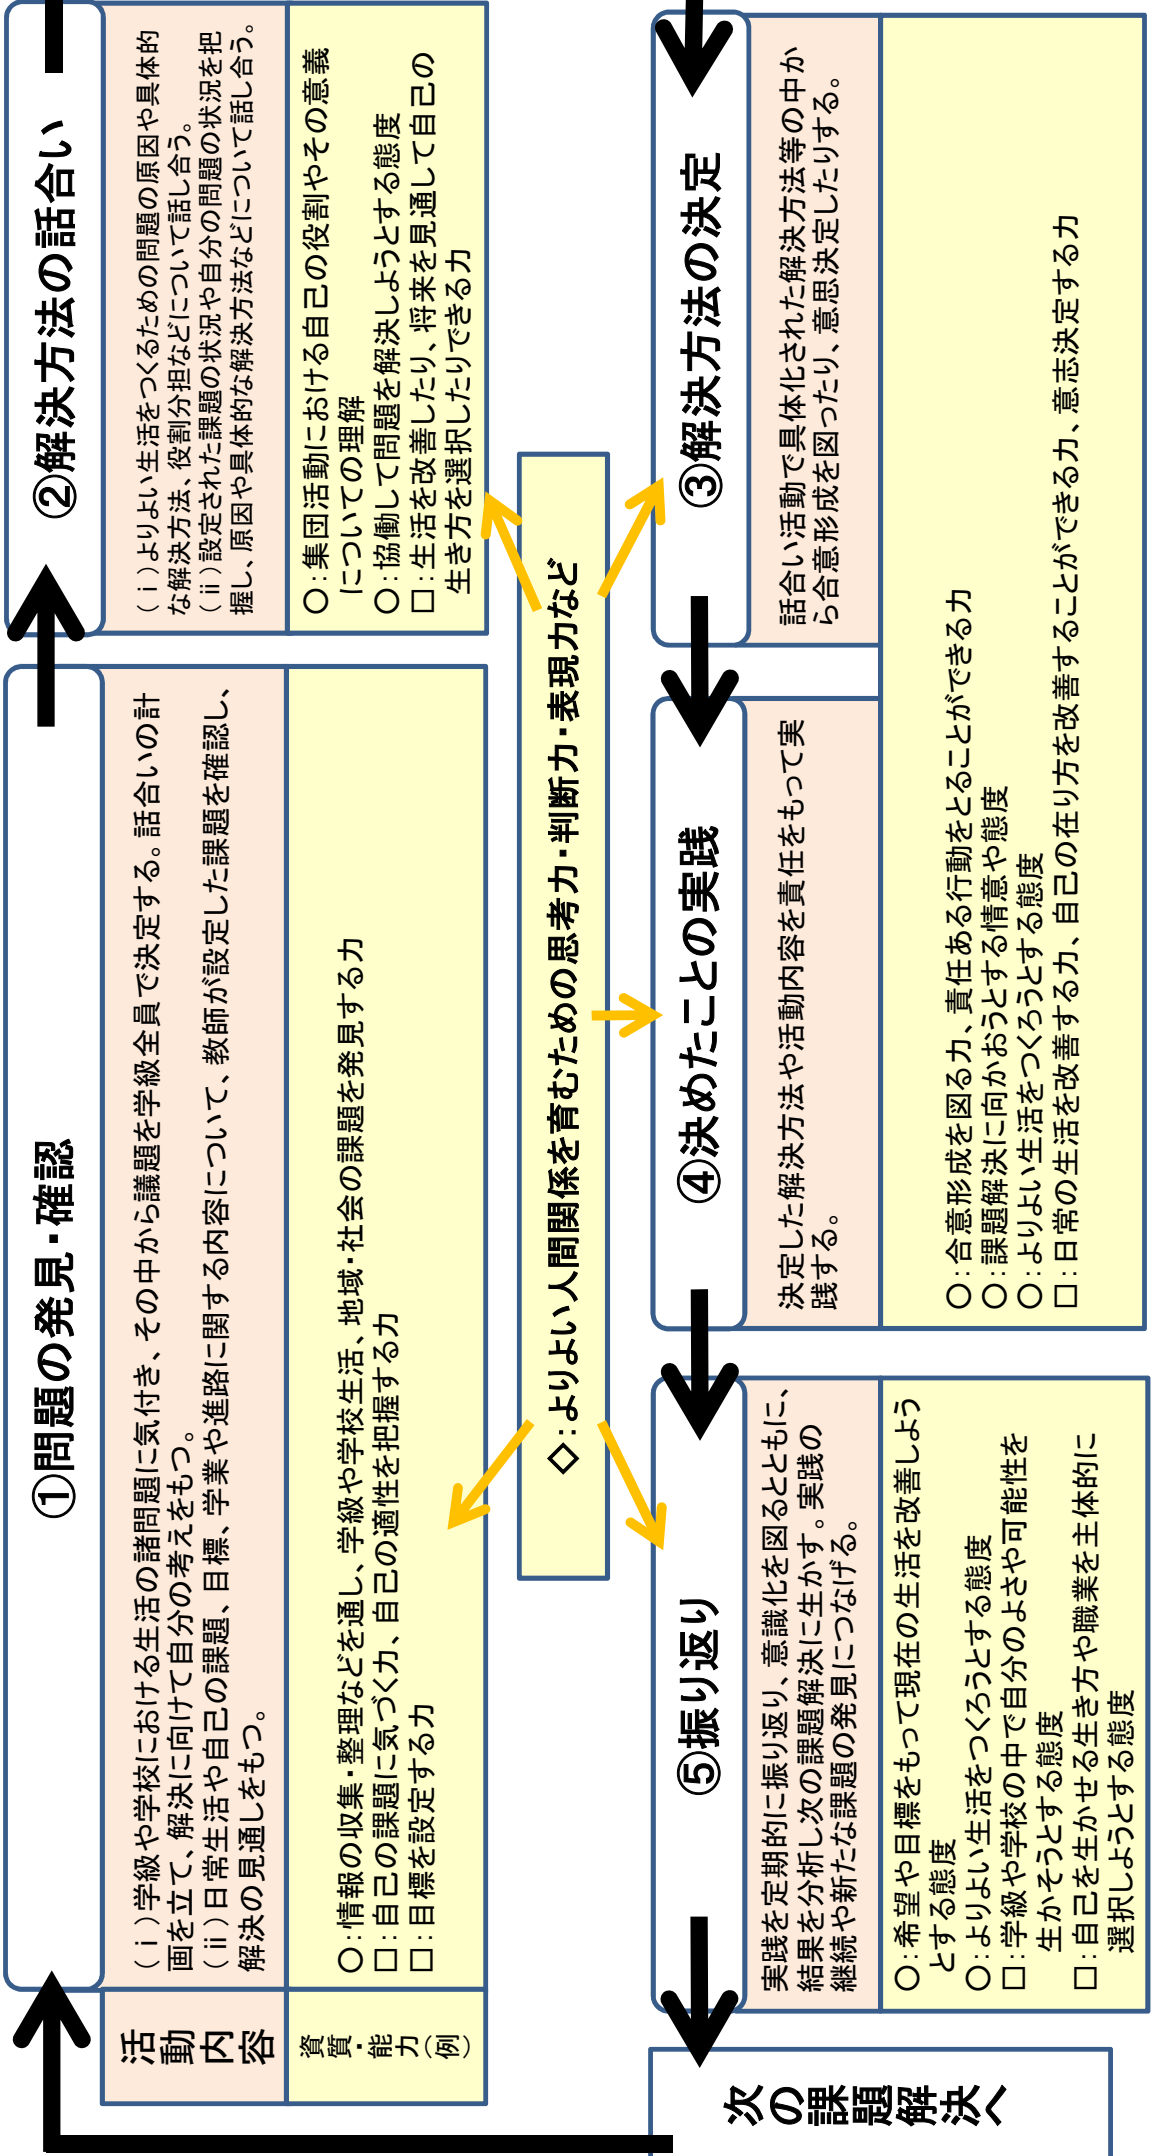 ①問題の発見・確認
活動内容
(ⅰ)学級や学校における生活の諸問題に気付き、その中から議題を学級全員で決定する。話合いの計
画を立て、解決に向けて自分の考えをもつ。
(ⅱ)日常生活や自己の課題、目標、学業や進路に関する内容について、教師が設定した課題を確認し、
解決の見通しをもつ。
資質・能力(例)
○:情報の収集・整理などを通し、学級や学校生活、地域・社会の課題を発見する力
□:自己の課題に気づく力、自己の適性を把握する力
□:目標を設定する力
②解決方法の話合い
(ⅰ)よりよい生活をつくるための問題の原因や具体的
な解決方法、役割分担などについて話し合う。
(ⅱ)設定された課題の状況や自分の問題の状況を把
握し、原因や具体的な解決方法などについて話し合う。
○:集団活動における自己の役割やその意義
についての理解
○:協働して問題を解決しようとする態度
□:生活を改善したり、将来を見通して自己の
生き方を選択したりできる力
◇:よりよい人間関係を育むための思考力・判断力・表現力など
③解決方法の決定
話合い活動で具体化された解決方法等の中か
ら合意形成を図ったり、意思決定したりする。
④決めたことの実践
決定した解決方法や活動内容を責任をもって実
践する。
○:合意形成を図る力、責任ある行動をとることができる力
○:課題解決に向かおうとする情意や態度
○:よりよい生活をつくろうとする態度
□:日常の生活を改善する力、自己の在り方を改善することができる力、意志決定する力
⑤振り返り
実践を定期的に振り返り、意識化を図るとともに、
結果を分析し次の課題解決に生かす。実践の
継続や新たな課題の発見につなげる。
○:希望や目標をもって現在の生活を改善しよう
とする態度
○:よりよい生活をつくろうとする態度
□:学級や学校の中で自分のよさや可能性を
生かそうとする態度
□:自己を生かせる生き方や職業を主体的に
選択しようとする態度
次の課題解決へ